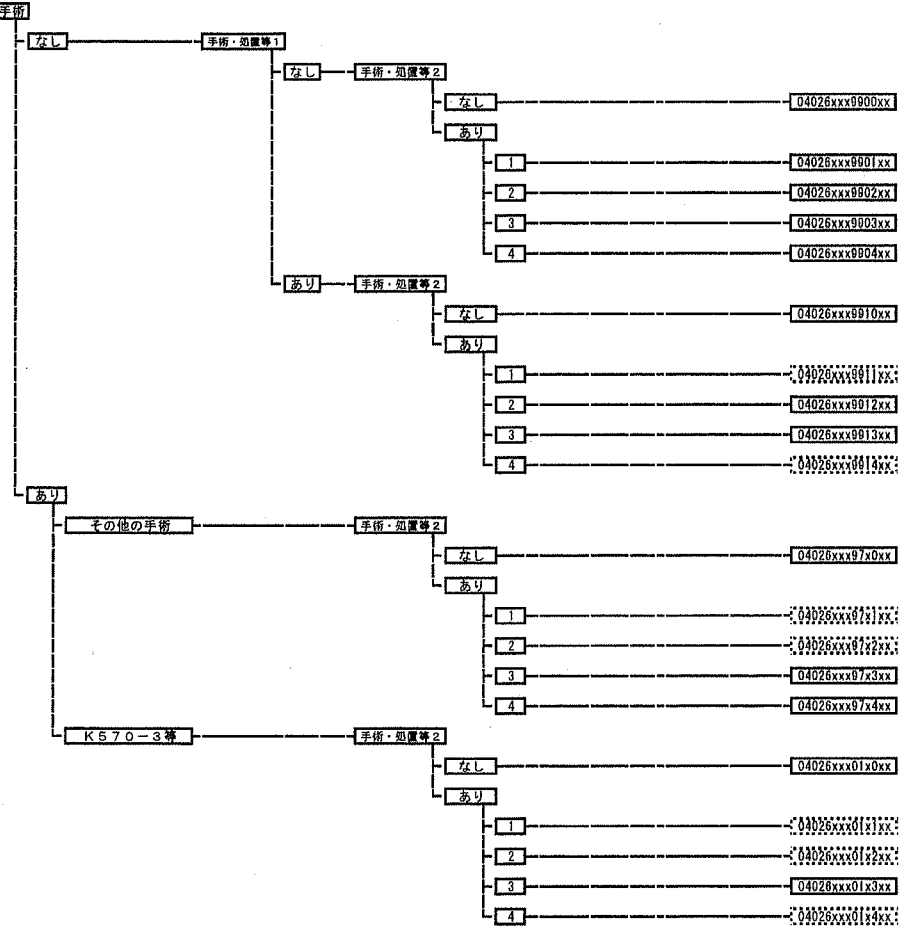 手術
なし 手術・処置等1
なし 手術・処置等2
なし 04026xxx9900xx
あり
1 04026xxx9901xx
2 04026xxx9902xx
3 04026xxx9903xx
4 04026xxx9904xx
あり 手術・処置等2
なし 04026xxx9910xx
あり
1 04026xxx9911xx
2 04026xxx9912xx
3 04026xxx9913xx
4 04026xxx9914xx
あり
その他の手術 手術・処置等2
なし 04026xxx97x0xx
あり
1 04026xxx97x1xx
2 04026xxx97x2xx
3 04026xxx97x3xx
4 04026xxx97x4xx
K570-3等 手術・処置等2
なし 04026xxx01x0xx
あり
1 04026xxx01x1xx
2 04026xxx01x2xx
3 04026xxx01x3xx
4 04026xxx01x4xx